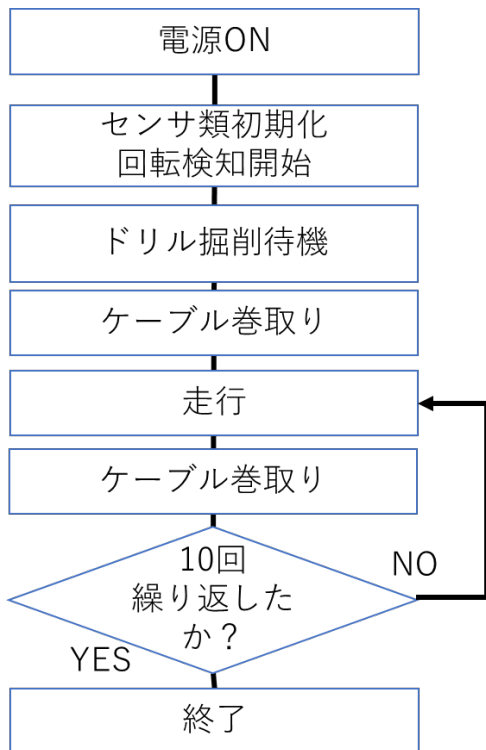 電源ON
センサ類初期化
回転検知開始
ドリル掘削待機
ケーブル巻取り
走行
ケーブル巻取り
10回
繰り返した
か？
NO
YES
終了